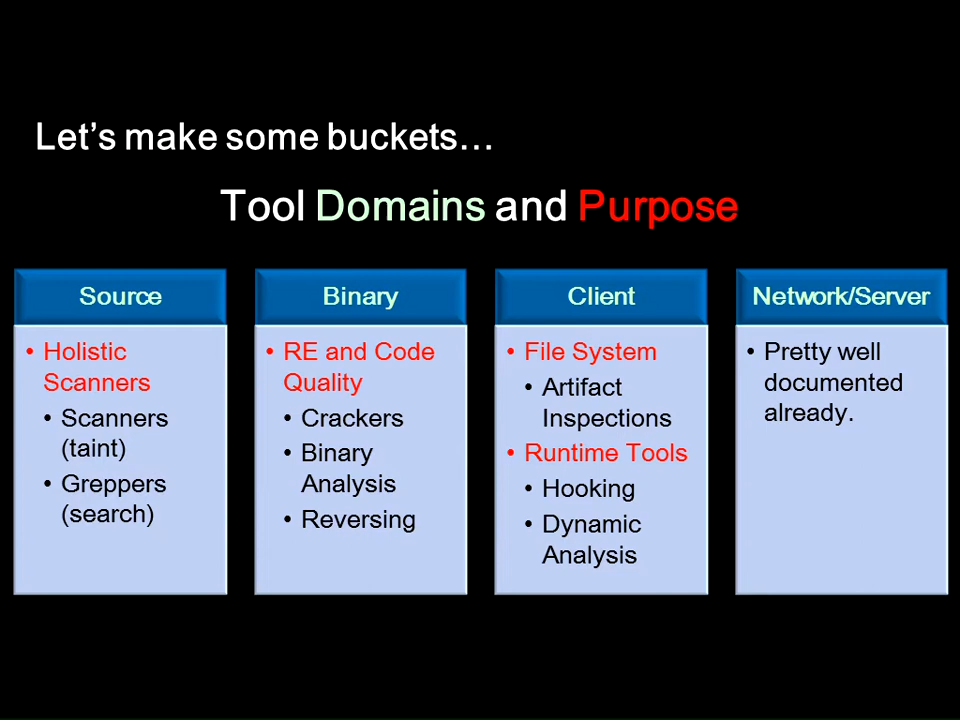 Let’s make some buckets…
Tool Domains and Purpose
Source
• Holistic
Scanners
• Scanners
(taint)
• Greppers
(search)
Binary
• RE and Code
Quality
• Crackers
• Binary
Analysis
• Reversing
Client
• File System
• Artifact
Inspections
• Runtime Tools
• Hooking
• Dynamic
Analysis
Network/Server
• Pretty well
documented
already.